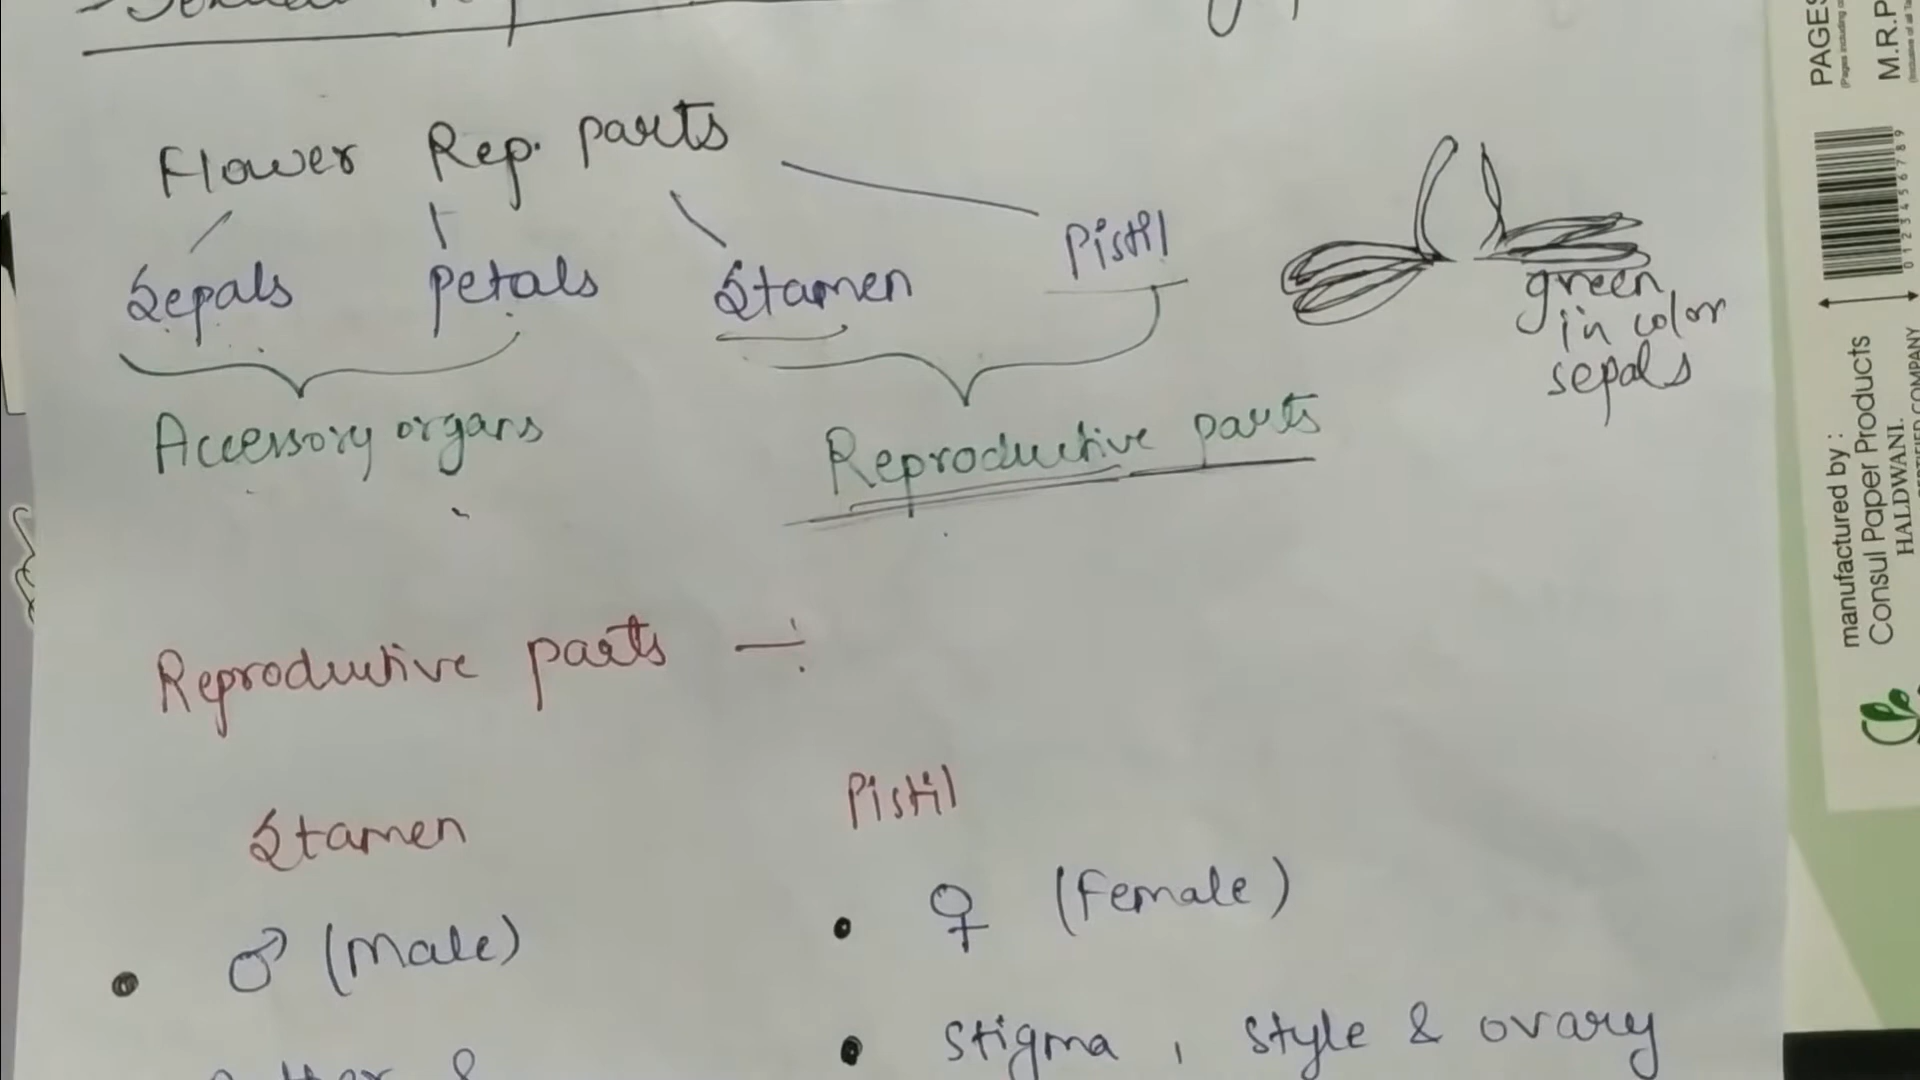 Flower Rep. parts
Sepals petals Stamen Pistil
green
in color
sepals
Accessory organs
Reproductive parts
Reproductive parts ÷
Stamen Pistil
• ♂ (Male)
• ♀ (Female)
• Stigma , Style & ovary
PAGES
M.R.P
0123456789
manufactured by :
Consul Paper Products
HALDWANI.